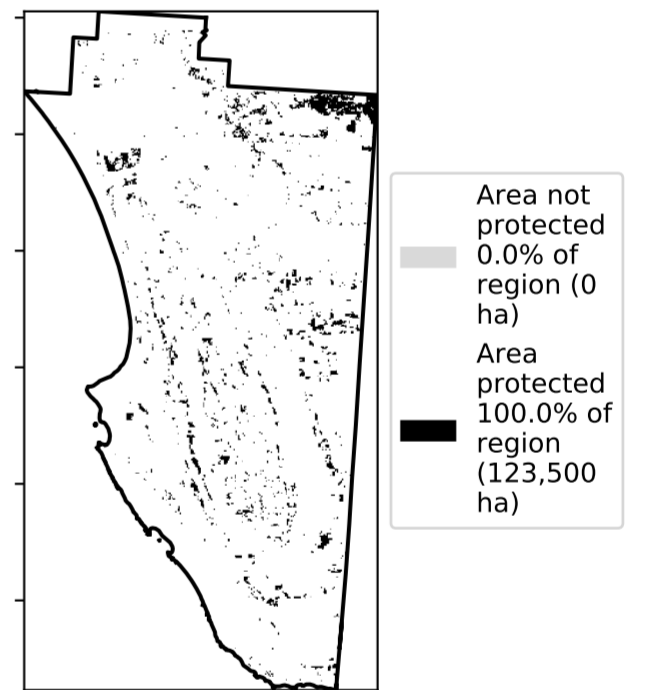 Area not
protected
0.0% of
region (0
ha)
Area
protected
100.0% of
region
(123,500
ha)